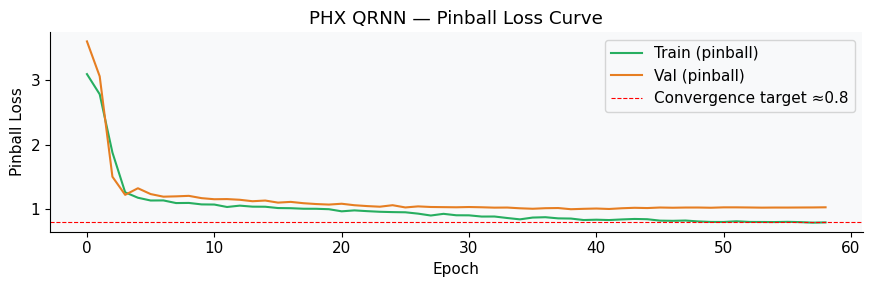 PHX QRNN — Pinball Loss Curve
Pinball Loss
3
2
1
Train (pinball)
Val (pinball)
Convergence target ≈0.8
0
10
20
30
40
50
60
Epoch